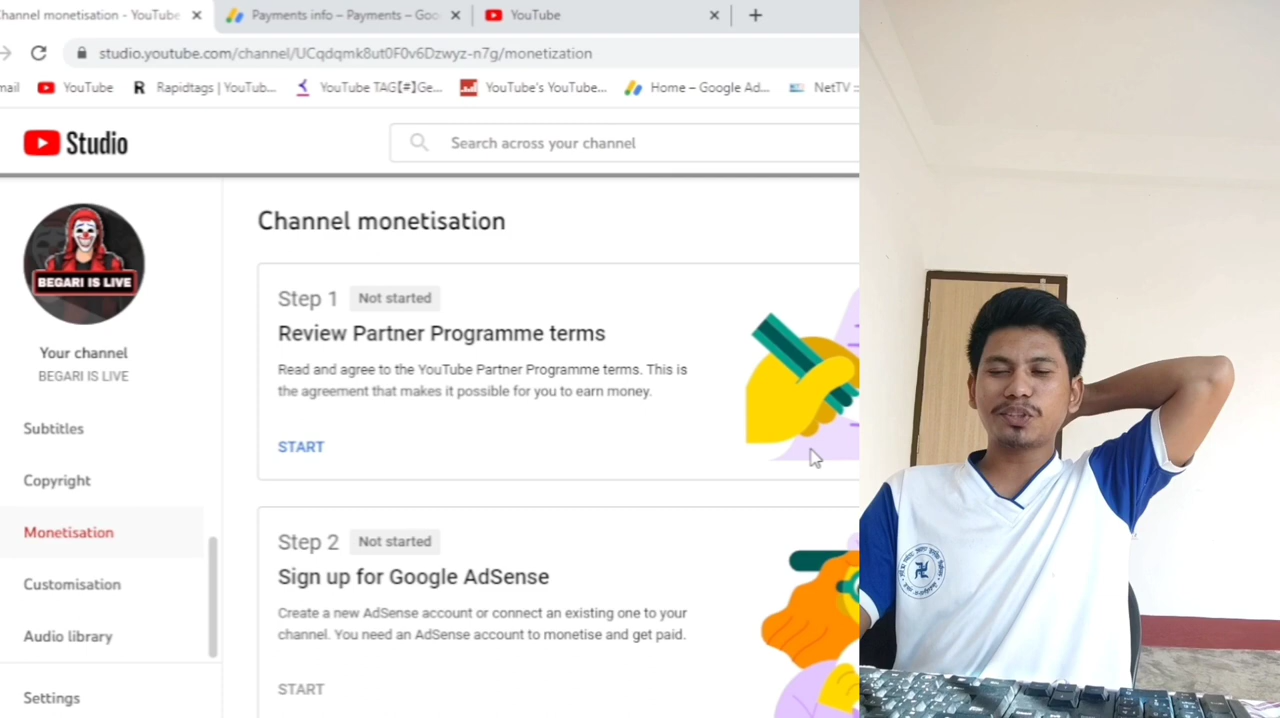 Channel monetisation - YouTube
Payments info – Payments – Goo
YouTube
studio.youtube.com/channel/UCqdqmk8ut0F0v6Dzwyz-n7g/monetization
mail
YouTube
Rapidtags | YouTub...
YouTube TAG【#】Ge...
YouTube's YouTube...
Home – Google Ad...
NetTV ::
Studio
Search across your channel
BEGARI IS LIVE
Your channel
BEGARI IS LIVE
Subtitles
Copyright
Monetisation
Customisation
Audio library
Settings
Channel monetisation
Step 1 Not started
Review Partner Programme terms
Read and agree to the YouTube Partner Programme terms. This is
the agreement that makes it possible for you to earn money.
START
Step 2 Not started
Sign up for Google AdSense
Create a new AdSense account or connect an existing one to your
channel. You need an AdSense account to monetise and get paid.
START